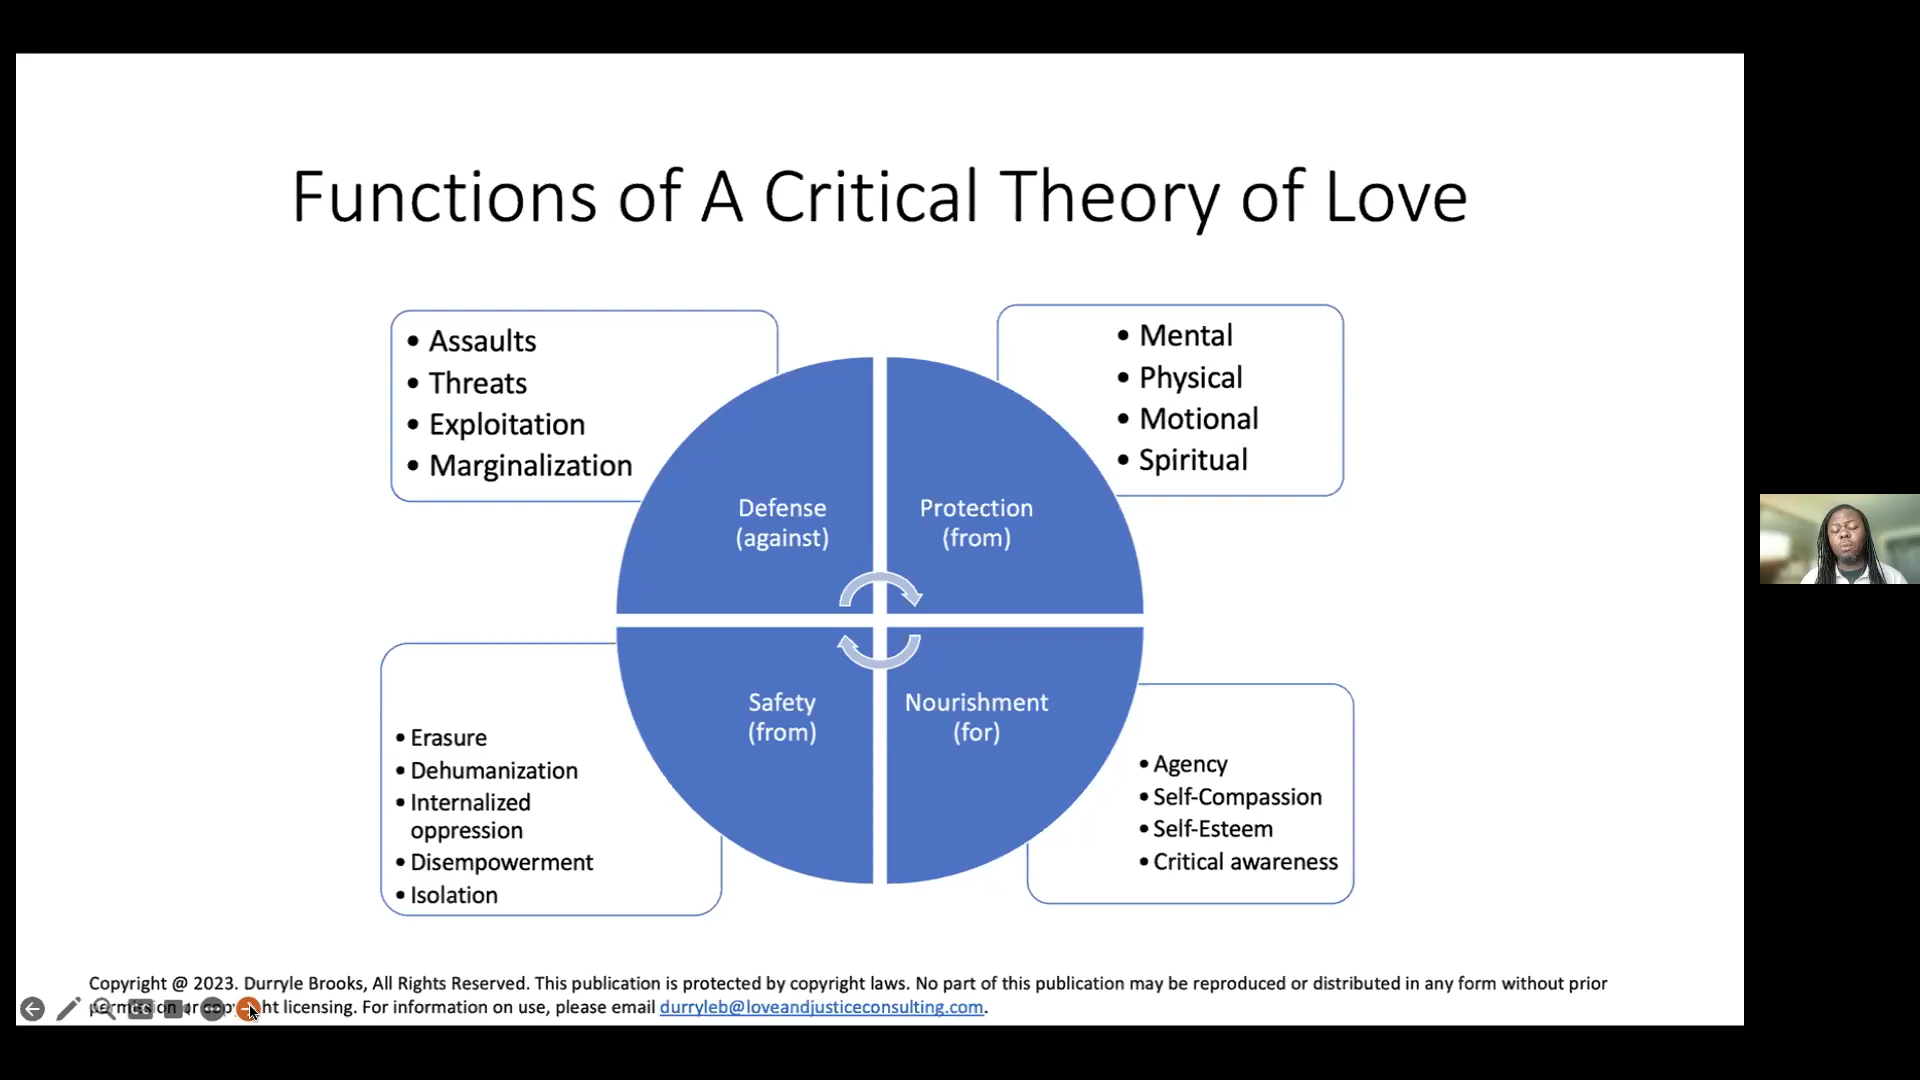 Functions of A Critical Theory of Love
• Assaults
• Threats
• Exploitation
• Marginalization
• Mental
• Physical
• Motional
• Spiritual
Defense
(against)
Protection
(from)
Safety
(from)
Nourishment
(for)
• Erasure
• Dehumanization
• Internalized
oppression
• Disempowerment
• Isolation
• Agency
• Self-Compassion
• Self-Esteem
• Critical awareness
Copyright @ 2023. Durryle Brooks, All Rights Reserved. This publication is protected by copyright laws. No part of this publication may be reproduced or distributed in any form without prior
permission or copyright licensing. For information on use, please email durryleb@loveandjusticeconsulting.com.